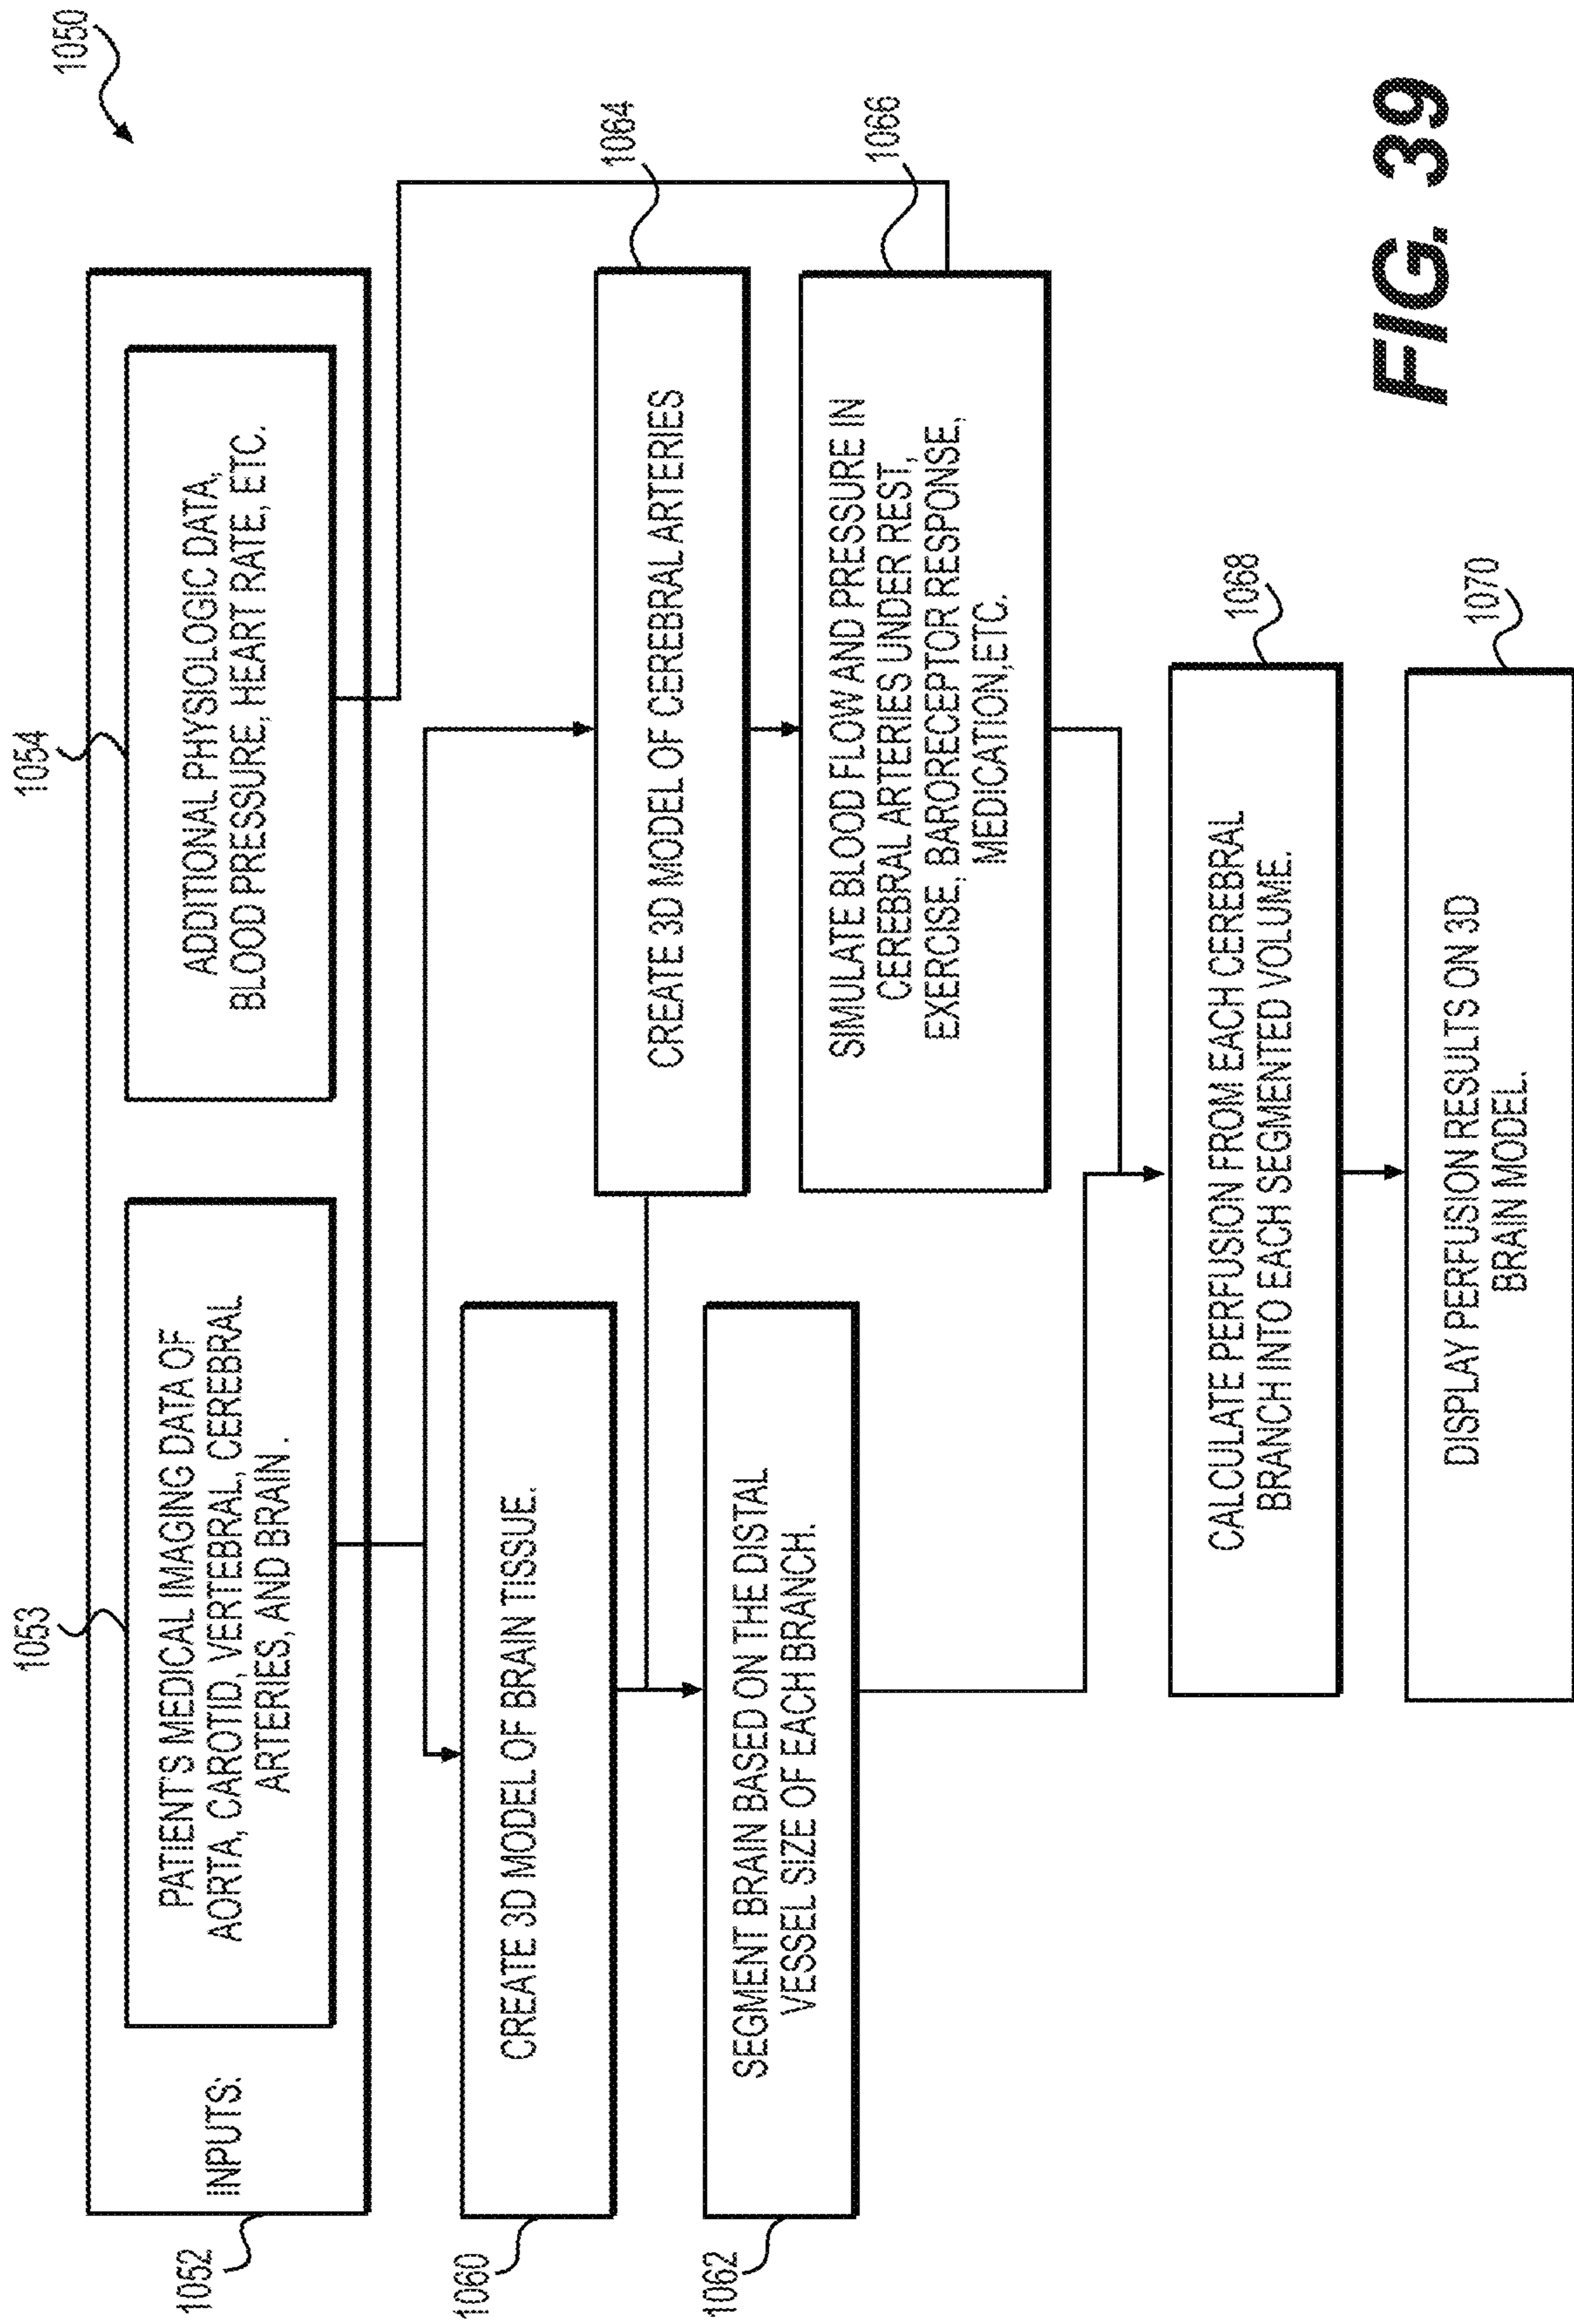 1050
1053
1054
1052
INPUTS:
PATIENT'S MEDICAL IMAGING DATA OF
AORTA, CAROTID, VERTEBRAL, CEREBRAL
ARTERIES, AND BRAIN .
ADDITIONAL PHYSIOLOGIC DATA,
BLOOD PRESSURE, HEART RATE, ETC.
1060
CREATE 3D MODEL OF BRAIN TISSUE.
1064
CREATE 3D MODEL OF CEREBRAL ARTERIES
1062
SEGMENT BRAIN BASED ON THE DISTAL
VESSEL SIZE OF EACH BRANCH.
1066
SIMULATE BLOOD FLOW AND PRESSURE IN
CEREBRAL ARTERIES UNDER REST,
EXERCISE, BARORECEPTOR RESPONSE,
MEDICATION,ETC.
1068
CALCULATE PERFUSION FROM EACH CEREBRAL
BRANCH INTO EACH SEGMENTED VOLUME.
1070
DISPLAY PERFUSION RESULTS ON 3D
BRAIN MODEL.
FIG. 39